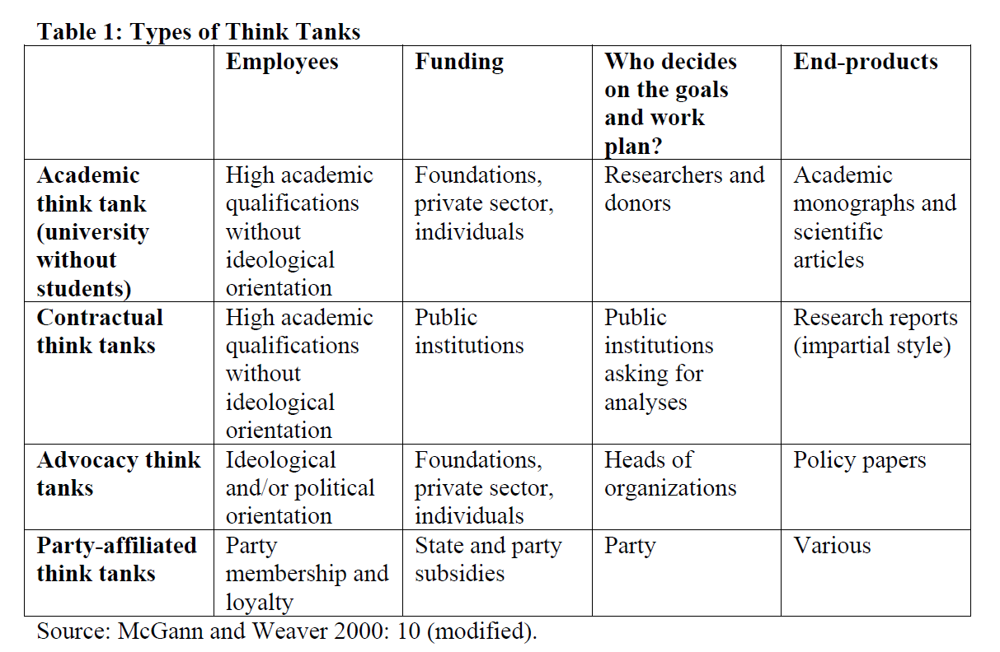 Table 1: Types of Think Tanks
Employees
Funding
Who decides
on the goals
and work
plan?
End-products
Academic
think tank
(university
without
students)
High academic
qualifications
without
ideological
orientation
Foundations,
private sector,
individuals
Researchers and
donors
Academic
monographs and
scientific
articles
Contractual
think tanks
High academic
qualifications
without
ideological
orientation
Public
institutions
Public
institutions
asking for
analyses
Research reports
(impartial style)
Advocacy think
tanks
Ideological
and/or political
orientation
Foundations,
private sector,
individuals
Heads of
organizations
Policy papers
Party-affiliated
think tanks
Party
membership and
loyalty
State and party
subsidies
Party
Various
Source: McGann and Weaver 2000: 10 (modified).